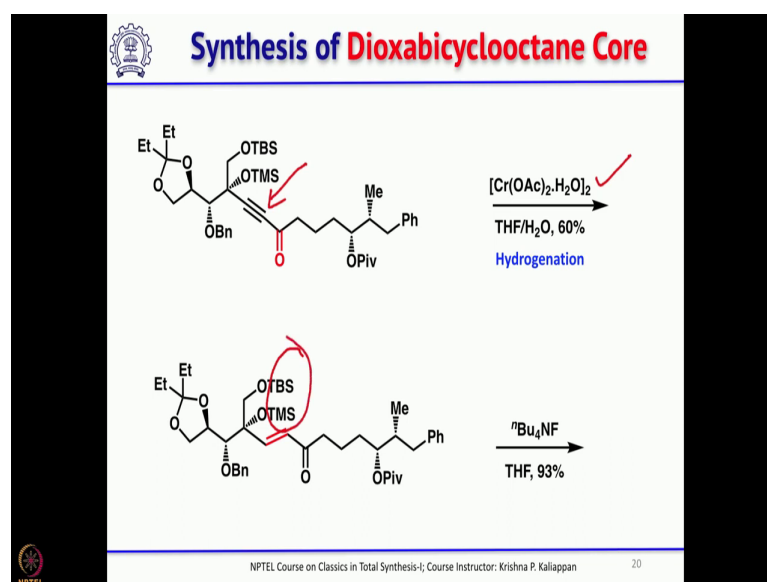 Synthesis of Dioxabicyclooctane Core
Et
Et
O
O
OTBS
OTMS
OBn
O
Me
Ph
OPiv
[Cr(OAc)₂.H₂O]₂
THF/H₂O, 60%
Hydrogenation
Et
Et
O
O
OTBS
OTMS
OBn
O
Me
Ph
OPiv
ⁿBu₄NF
THF, 93%
NPTEL Course on Classics in Total Synthesis-I; Course Instructor: Krishna P. Kaliappan
20
NPTEL